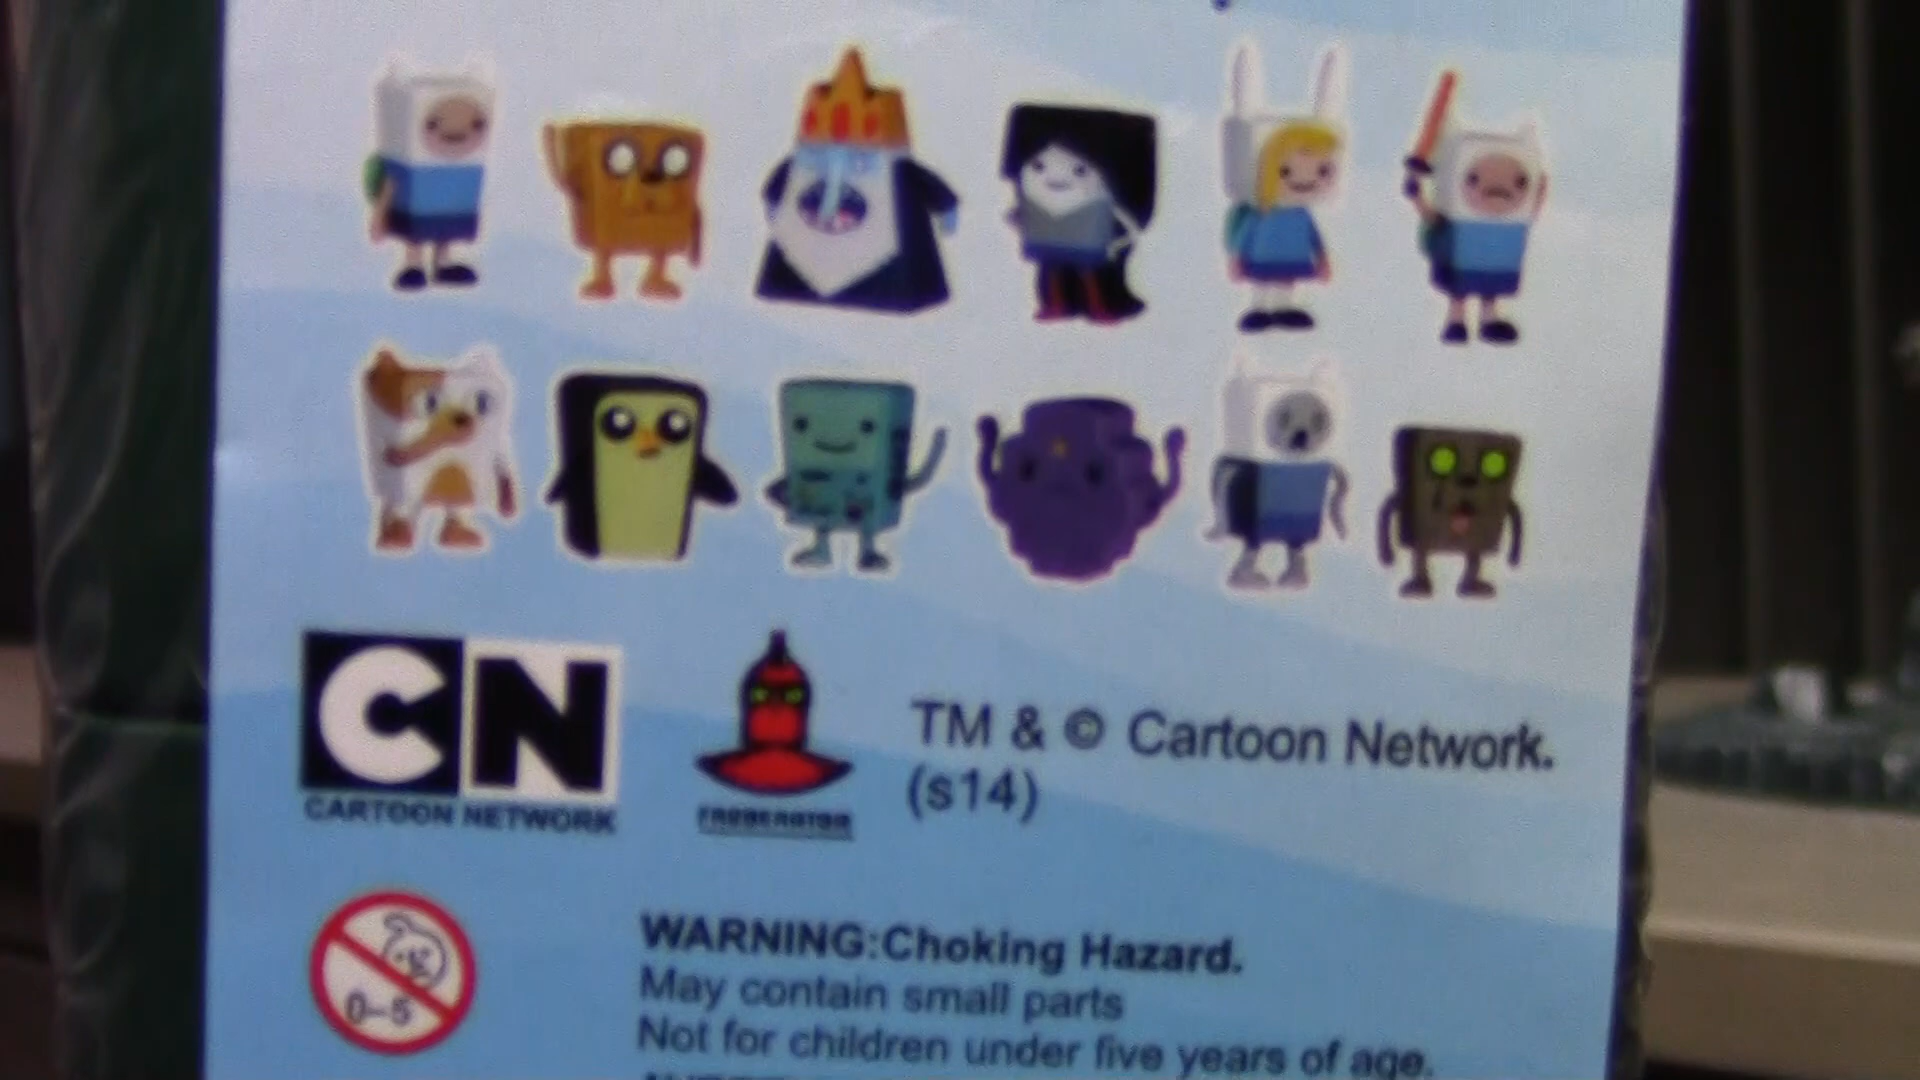 CN
CARTOON NETWORK
FREDERATOR
TM & © Cartoon Network.
(s14)
0-5
WARNING:Choking Hazard.
May contain small parts
Not for children under five years of age.